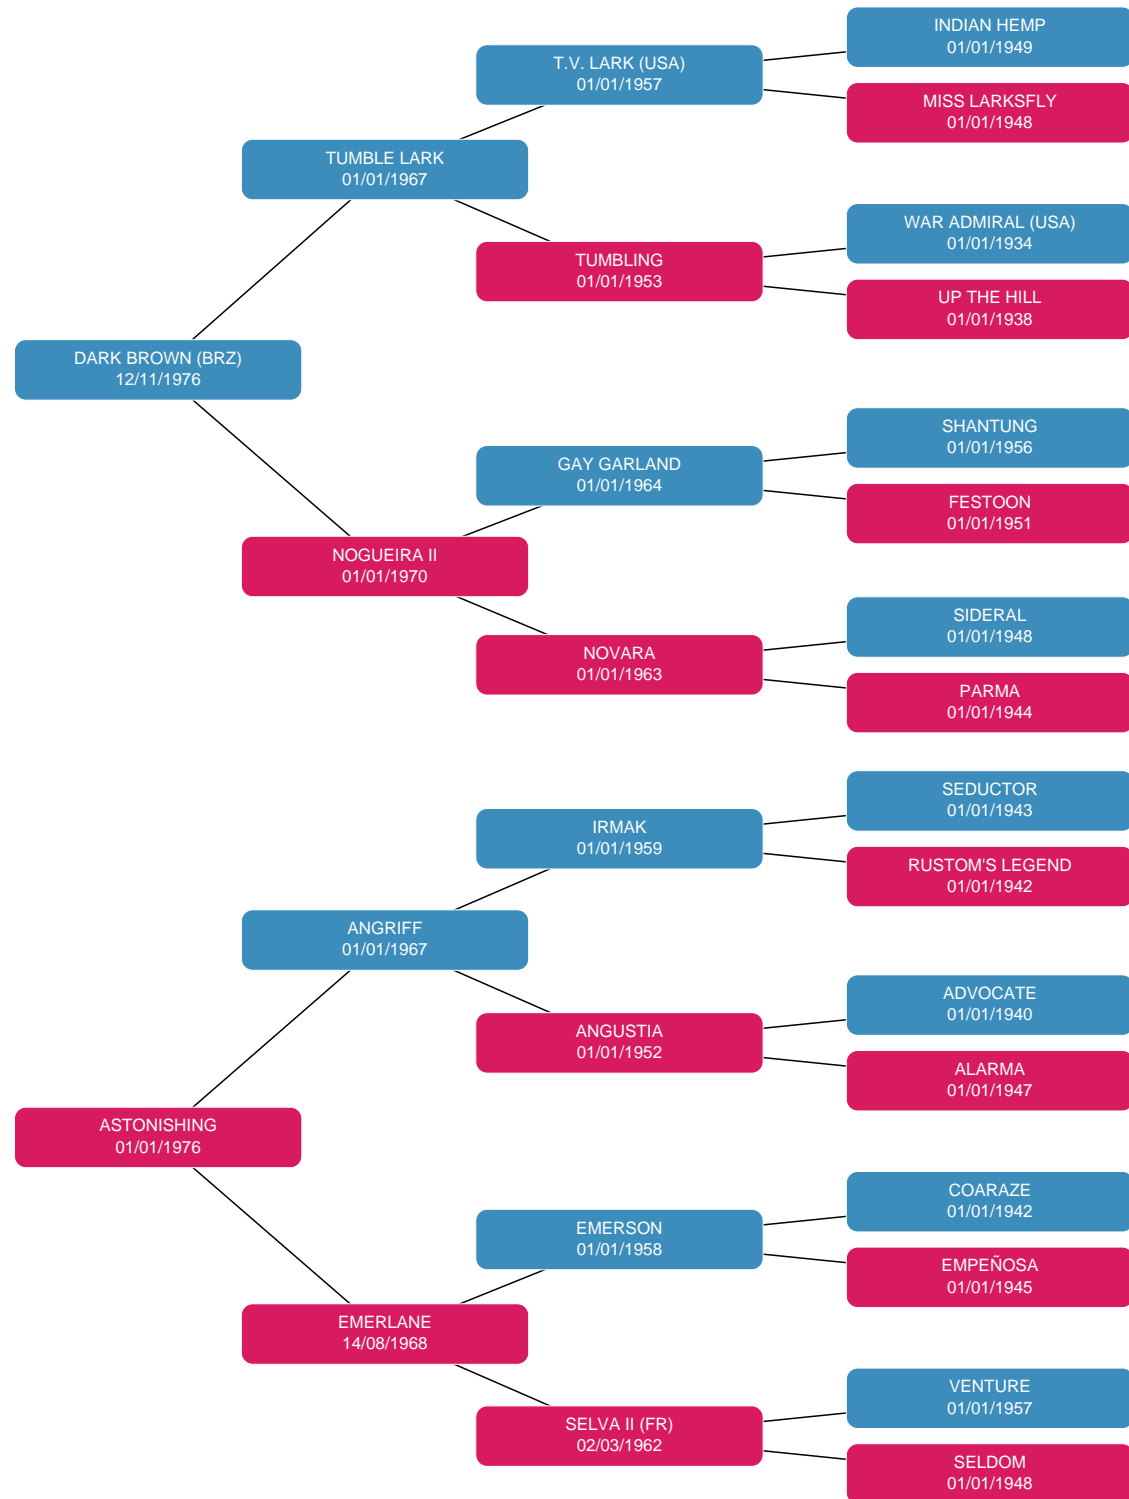 INDIAN HEMP
01/01/1949
T.V. LARK (USA)
01/01/1957
MISS LARKSFLY
01/01/1948
TUMBLE LARK
01/01/1967
WAR ADMIRAL (USA)
01/01/1934
TUMBLING
01/01/1953
UP THE HILL
01/01/1938
DARK BROWN (BRZ)
12/11/1976
SHANTUNG
01/01/1956
GAY GARLAND
01/01/1964
FESTOON
01/01/1951
NOGUEIRA II
01/01/1970
SIDERAL
01/01/1948
NOVARA
01/01/1963
PARMA
01/01/1944
SEDUCTOR
01/01/1943
IRMAK
01/01/1959
RUSTOM'S LEGEND
01/01/1942
ANGRIFF
01/01/1967
ADVOCATE
01/01/1940
ANGUSTIA
01/01/1952
ALARMA
01/01/1947
ASTONISHING
01/01/1976
COARAZE
01/01/1942
EMERSON
01/01/1958
EMPEÑOSA
01/01/1945
EMERLANE
14/08/1968
VENTURE
01/01/1957
SELVA II (FR)
02/03/1962
SELDOM
01/01/1948